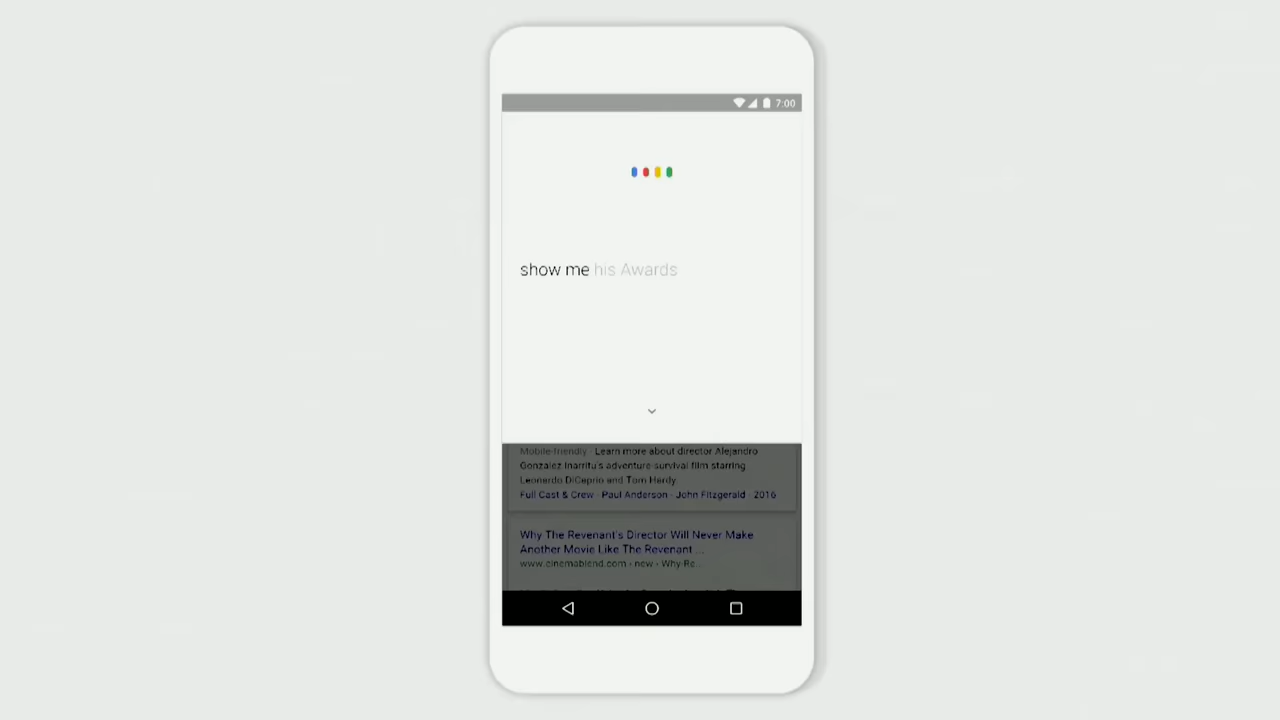 7:00
show me his Awards
Mobile-friendly · Learn more about director Alejandro
Gonzalez Inarritu's adventure-survival film starring
Leonardo DiCaprio and Tom Hardy.
Full Cast & Crew · Paul Anderson · John Fitzgerald · 2016
Why The Revenant's Director Will Never Make
Another Movie Like The Revenant ...
www.cinemablend.com › new › Why-Re...